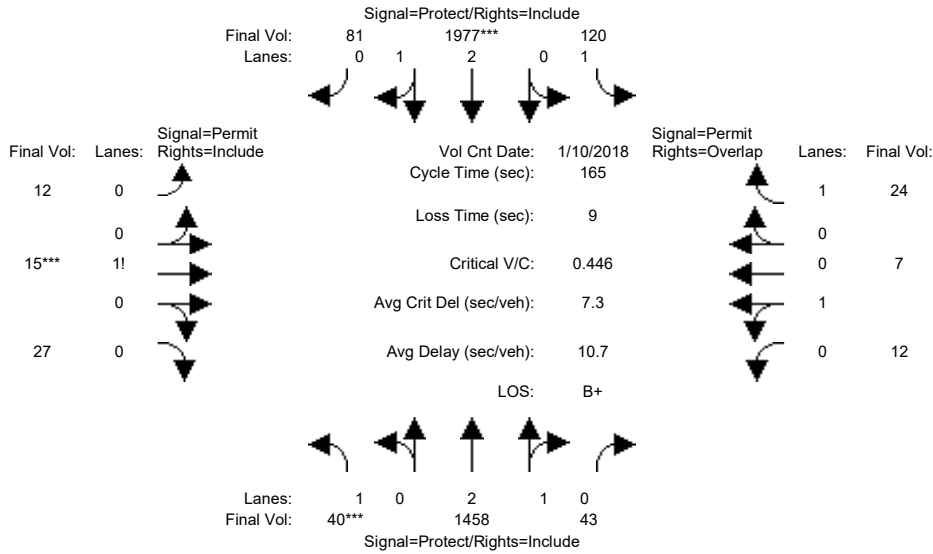 Signal=Protect/Rights=Include
Final Vol: 81 1977*** 120
Lanes: 0 1 2 0 1
Signal=Permit
Final Vol: Lanes: Rights=Include
Vol Cnt Date: 1/10/2018
Signal=Permit
Rights=Overlap Lanes: Final Vol:
Cycle Time (sec): 165
12 0
1 24
Loss Time (sec): 9
0
0
15*** 1!
Critical V/C: 0.446
0 7
0
Avg Crit Del (sec/veh): 7.3
1
27 0
Avg Delay (sec/veh): 10.7
0 12
LOS: B+
Lanes: 1 0 2 1 0
Final Vol: 40*** 1458 43
Signal=Protect/Rights=Include